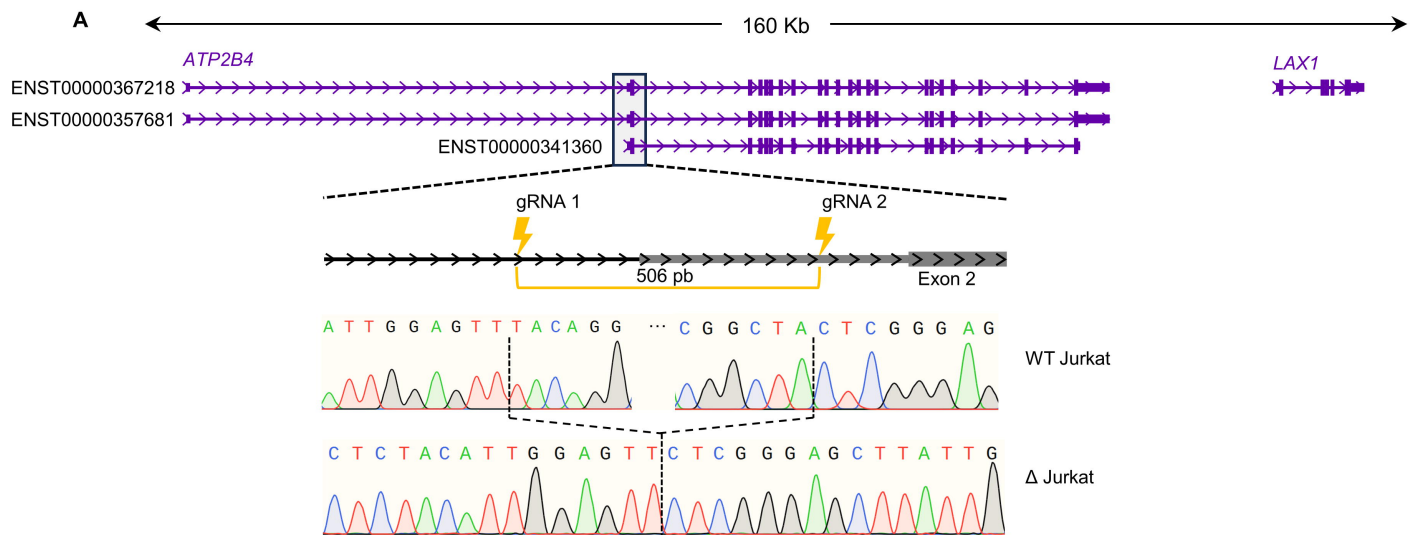 A
160 Kb
ATP2B4
LAX1
ENST00000367218
ENST00000357681
ENST00000341360
gRNA 1
gRNA 2
506 pb
Exon 2
A T T G G A G T T T A C A G G ... C G G C T A C T C G G G A G
WT Jurkat
C T C T A C A T T G G A G T T C T C G G G A G C T T A T T G
Δ Jurkat